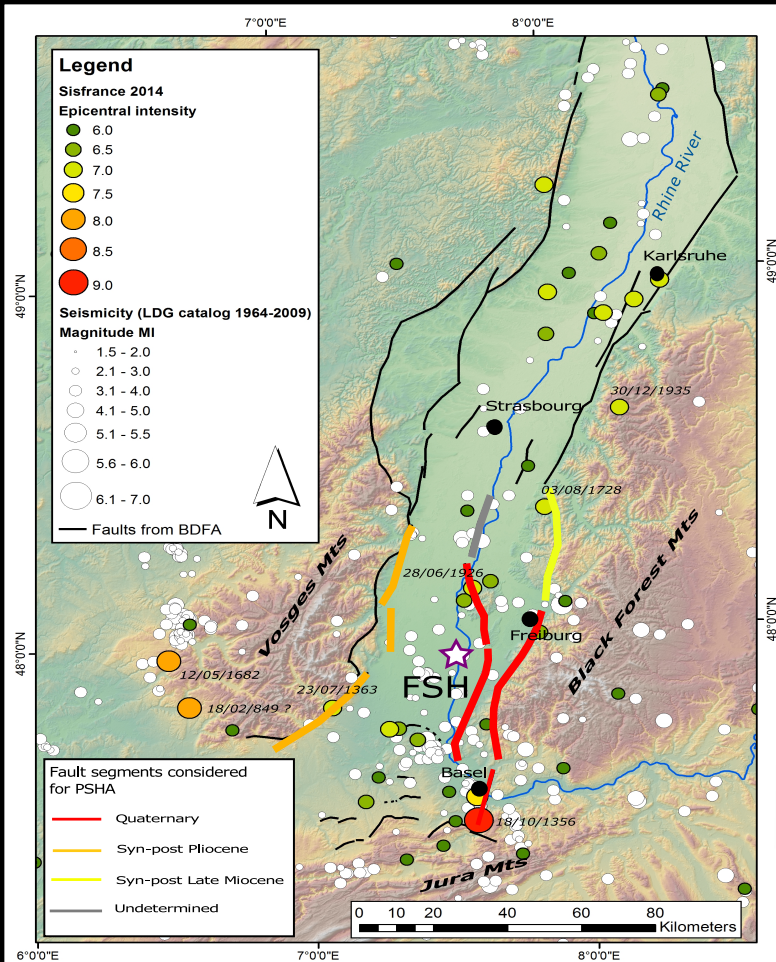 7°0'0"E
8°0'0"E
Legend
Sisfrance 2014
Epicentral intensity
6.0
6.5
7.0
7.5
8.0
8.5
9.0
Seismicity (LDG catalog 1964-2009)
Magnitude Ml
1.5 - 2.0
2.1 - 3.0
3.1 - 4.0
4.1 - 5.0
5.1 - 5.5
5.6 - 6.0
6.1 - 7.0
Faults from BDFA
N
Rhine River
Karlsruhe
49°0'0"N
49°0'0"N
30/12/1935
Strasbourg
03/08/1728
Vosges Mts
28/06/1926
Black Forest Mts
Freiburg
48°0'0"N
48°0'0"N
12/05/1682
FSH
23/07/1363
18/02/849 ?
Basel
18/10/1356
Jura Mts
Fault segments considered
for PSHA
Quaternary
Syn-post Pliocene
Syn-post Late Miocene
Undetermined
0 10 20 40 60 80
Kilometers
6°0'0"E
7°0'0"E
8°0'0"E